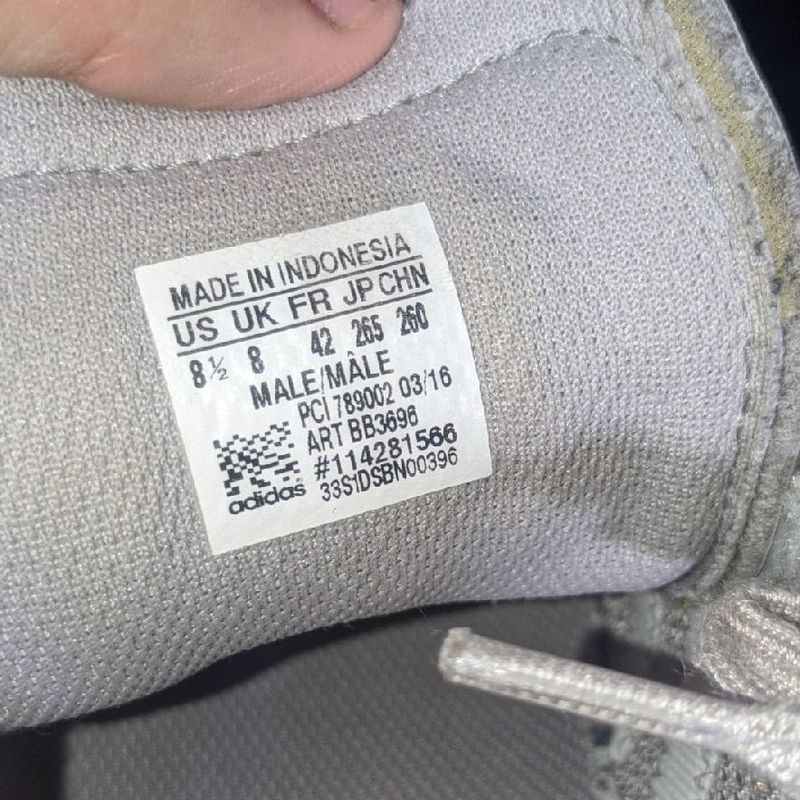 MADE IN INDONESIA
US UK FR JP CHN
8½ 8 42 265 260
MALE/MÂLE
PCI 789002 03/16
ART BB3696
#114281566
adidas 33S1DSBN00396